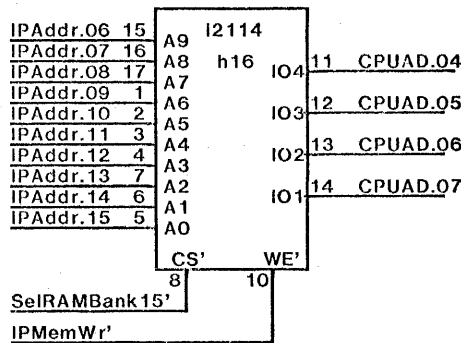 IPAddr.06 15 A9 i2114
IPAddr.07 16 A8 h16
IPAddr.08 17 A7 IO4 11 CPUAD.04
IPAddr.09 1 A6
IPAddr.10 2 A5 IO3 12 CPUAD.05
IPAddr.11 3 A4
IPAddr.12 4 A3 IO2 13 CPUAD.06
IPAddr.13 7 A2
IPAddr.14 6 A1 IO1 14 CPUAD.07
IPAddr.15 5 A0
CS' WE'
8 10
SelRAMBank15'
IPMemWr'